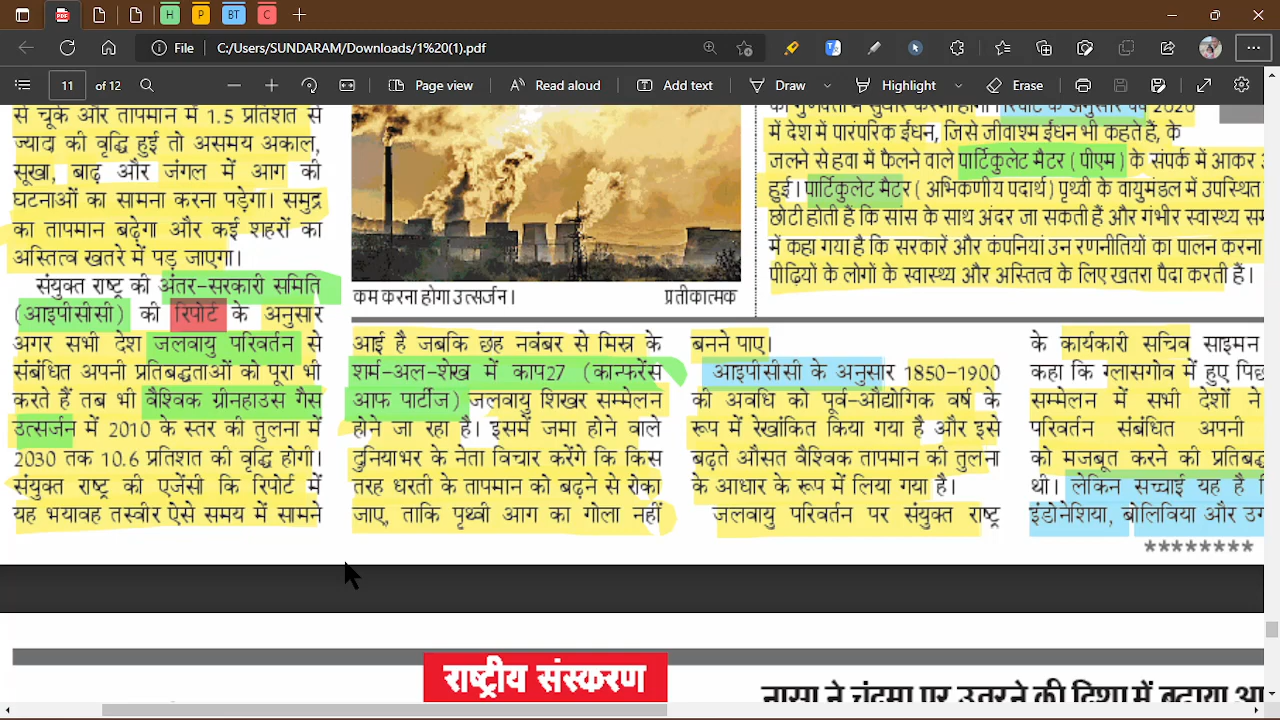 H
P
BT
C
File
C:/Users/SUNDARAM/Downloads/1%20(1).pdf
11 of 12
Page view
Read aloud
Add text
Draw
Highlight
Erase
से चूके और तापमान में 1.5 प्रतिशत से
ज्यादा की वृद्धि हुई तो असमय अकाल,
सूखा, बाढ़ और जंगल में आग की
घटनाओं का सामना करना पड़ेगा। समुद्र
का तापमान बढ़ेगा और कई शहरों का
अस्तित्व खतरे में पड़ जाएगा।
संयुक्त राष्ट्र की अंतर-सरकारी समिति
(आइपीसीसी) की रिपोर्ट के अनुसार
अगर सभी देश जलवायु परिवर्तन से
संबंधित अपनी प्रतिबद्धताओं को पूरा भी
करते हैं तब भी वैश्विक ग्रीनहाउस गैस
उत्सर्जन में 2010 के स्तर की तुलना में
2030 तक 10.6 प्रतिशत की वृद्धि होगी।
संयुक्त राष्ट्र की एजेंसी कि रिपोर्ट में
यह भयावह तस्वीर ऐसे समय में सामने
कम करना होगा उत्सर्जन। प्रतीकात्मक
आई है जबकि छह नवंबर से मिस्र के
शर्म-अल-शेख में काप27 (कान्फरेंस
आफ पार्टीज) जलवायु शिखर सम्मेलन
होने जा रहा है। इसमें जमा होने वाले
दुनियाभर के नेता विचार करेंगे कि किस
तरह धरती के तापमान को बढ़ने से रोका
जाए, ताकि पृथ्वी आग का गोला नहीं
बनने पाए।
आइपीसीसी के अनुसार 1850-1900
की अवधि को पूर्व-औद्योगिक वर्ष के
रूप में रेखांकित किया गया है और इसे
बढ़ते औसत वैश्विक तापमान की तुलना
के आधार के रूप में लिया गया है।
जलवायु परिवर्तन पर संयुक्त राष्ट्र
में देश में पारंपरिक ईंधन, जिसे जीवाश्म ईंधन भी कहते हैं, के
जलने से हवा में फैलने वाले पार्टिकुलेट मैटर (पीएम) के संपर्क में आकर
हुई। पार्टिकुलेट मैटर (अभिकणीय पदार्थ) पृथ्वी के वायुमंडल में उपस्थित
छोटी होती हैं कि सांस के साथ अंदर जा सकती हैं और गंभीर स्वास्थ्य
में कहा गया है कि सरकारें और कंपनियां उन रणनीतियों का पालन करना
पीढ़ियों के लोगों के स्वास्थ्य और अस्तित्व के लिए खतरा पैदा करती हैं।
के कार्यकारी सचिव साइमन
कहा कि ग्लासगोव में हुए
सम्मेलन में सभी देशों ने
परिवर्तन संबंधित अपनी
को मजबूत करने की
थी। लेकिन सच्चाई यह है
इंडोनेशिया, बोलिविया और
********
राष्ट्रीय संस्करण
नासा ने चंद्रमा पर उतरने की दिशा में बढ़ाया